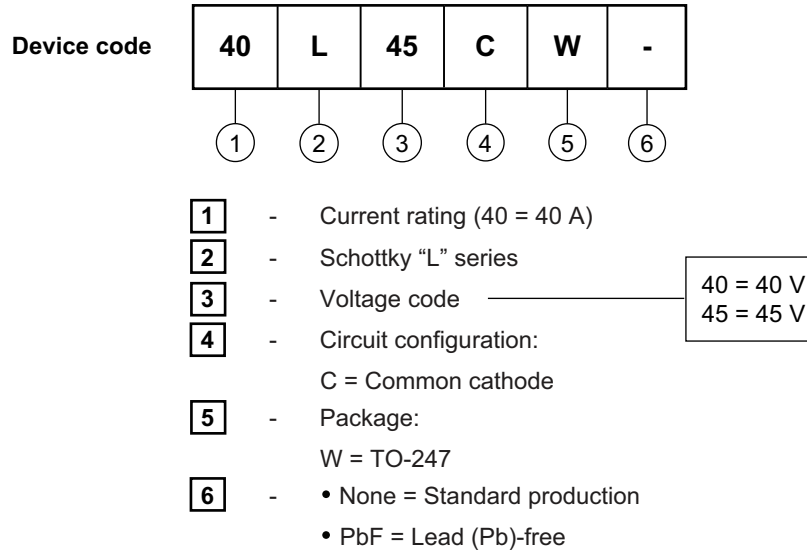 Device code 40 L 45 C W -
1 2 3 4 5 6
1 - Current rating (40 = 40 A)
2 - Schottky “L” series
3 - Voltage code
40 = 40 V
45 = 45 V
4 - Circuit configuration:
C = Common cathode
5 - Package:
W = TO-247
6 - • None = Standard production
• PbF = Lead (Pb)-free